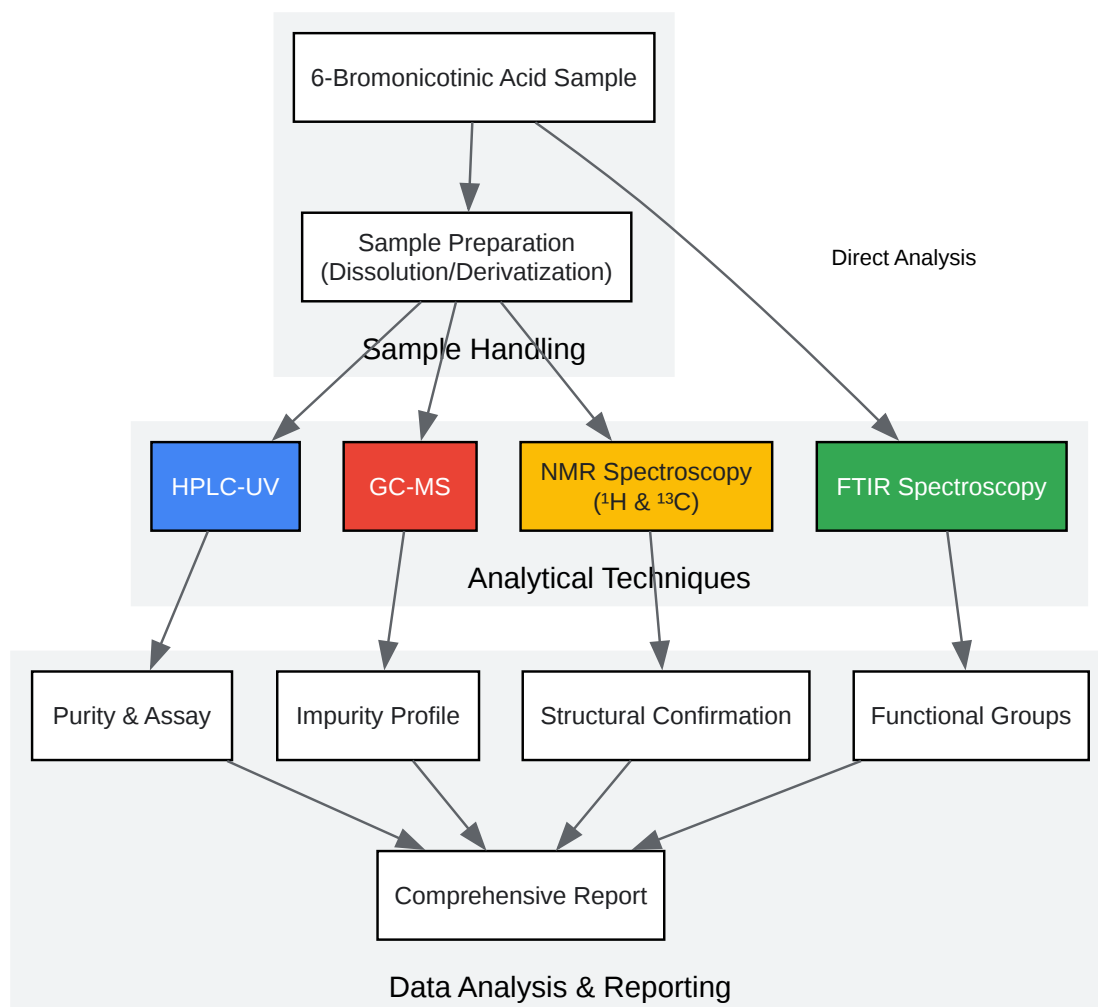 6-Bromonicotinic Acid Sample
Sample Preparation
(Dissolution/Derivatization)
Direct Analysis
Sample Handling
HPLC-UV
GC-MS
NMR Spectroscopy
(¹H & ¹³C)
FTIR Spectroscopy
Analytical Techniques
Purity & Assay
Impurity Profile
Structural Confirmation
Functional Groups
Comprehensive Report
Data Analysis & Reporting